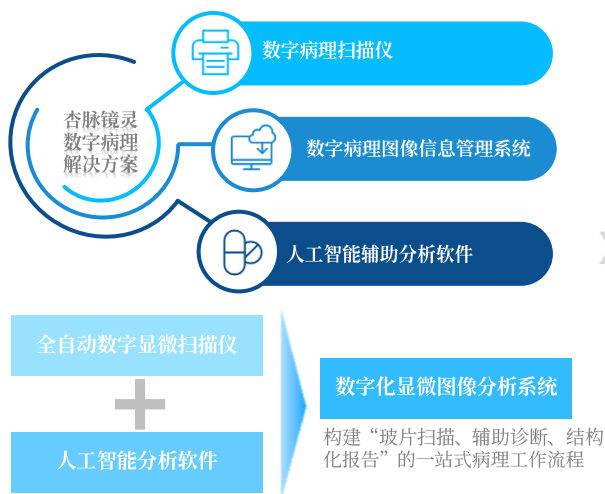 数字病理扫描仪
杏脉镜灵
数字病理
解决方案
数字病理图像信息管理系统
人工智能辅助分析软件
全自动数字显微扫描仪
人工智能分析软件
数字化显微图像分析系统
构建“玻片扫描、辅助诊断、结构
化报告”的一站式病理工作流程